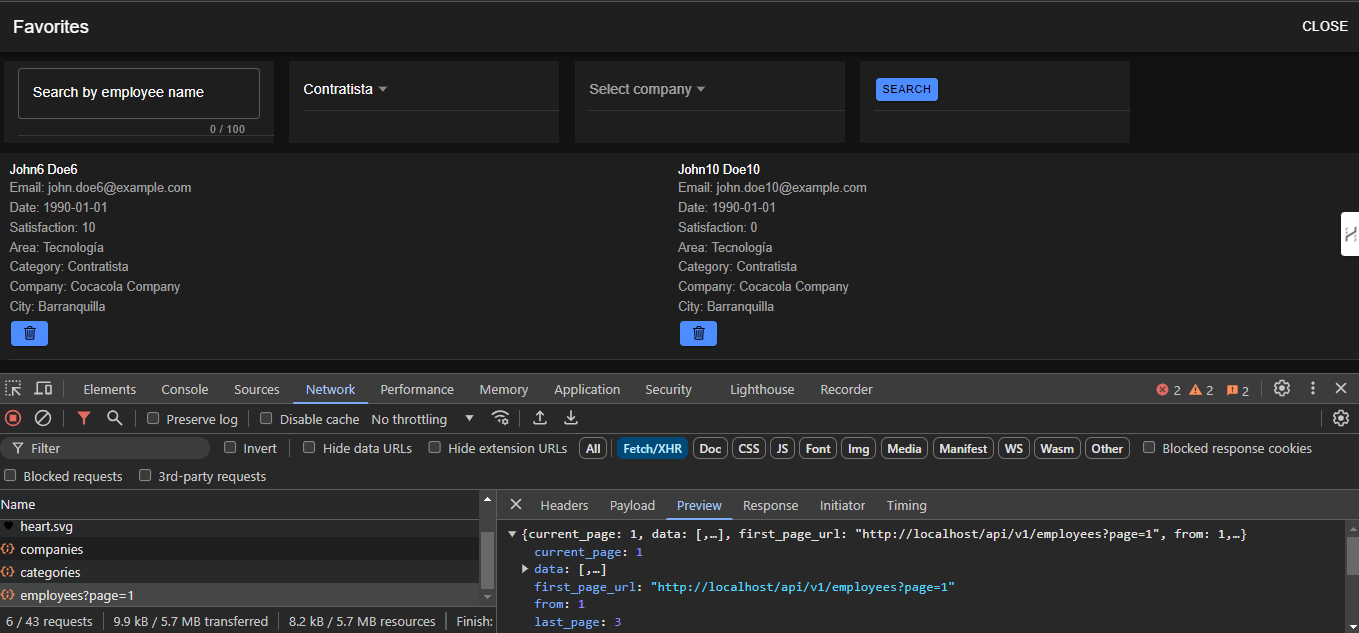 Favorites CLOSE
Search by employee name
0 / 100
Contratista
Select company
SEARCH
John6 Doe6
Email: john.doe6@example.com
Date: 1990-01-01
Satisfaction: 10
Area: Tecnología
Category: Contratista
Company: Cocacola Company
City: Barranquilla
John10 Doe10
Email: john.doe10@example.com
Date: 1990-01-01
Satisfaction: 0
Area: Tecnología
Category: Contratista
Company: Cocacola Company
City: Barranquilla
Elements Console Sources Network Performance Memory Application Security Lighthouse Recorder 2 2 2
Preserve log Disable cache No throttling
Filter Invert Hide data URLs Hide extension URLs All Fetch/XHR Doc CSS JS Font Img Media Manifest WS Wasm Other Blocked response cookies
Blocked requests 3rd-party requests
Name
heart.svg
companies
categories
employees?page=1
6 / 43 requests 9.9 kB / 5.7 MB transferred 8.2 kB / 5.7 MB resources Finish:
Headers Payload Preview Response Initiator Timing
{current_page: 1, data: [,…], first_page_url: "http://localhost/api/v1/employees?page=1", from: 1,…}
current_page: 1
data: [,…]
first_page_url: "http://localhost/api/v1/employees?page=1"
from: 1
last_page: 3